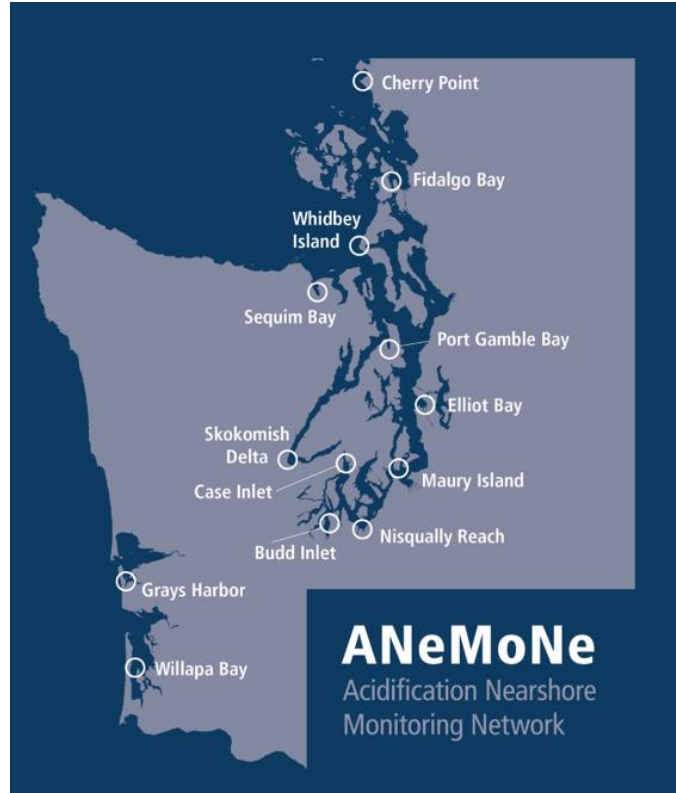 Cherry Point
Fidalgo Bay
Whidbey
Island
Sequim Bay
Port Gamble Bay
Elliot Bay
Skokomish
Delta
Case Inlet
Maury Island
Budd Inlet
Nisqually Reach
Grays Harbor
Willapa Bay
ANeMoNe
Acidification Nearshore
Monitoring Network